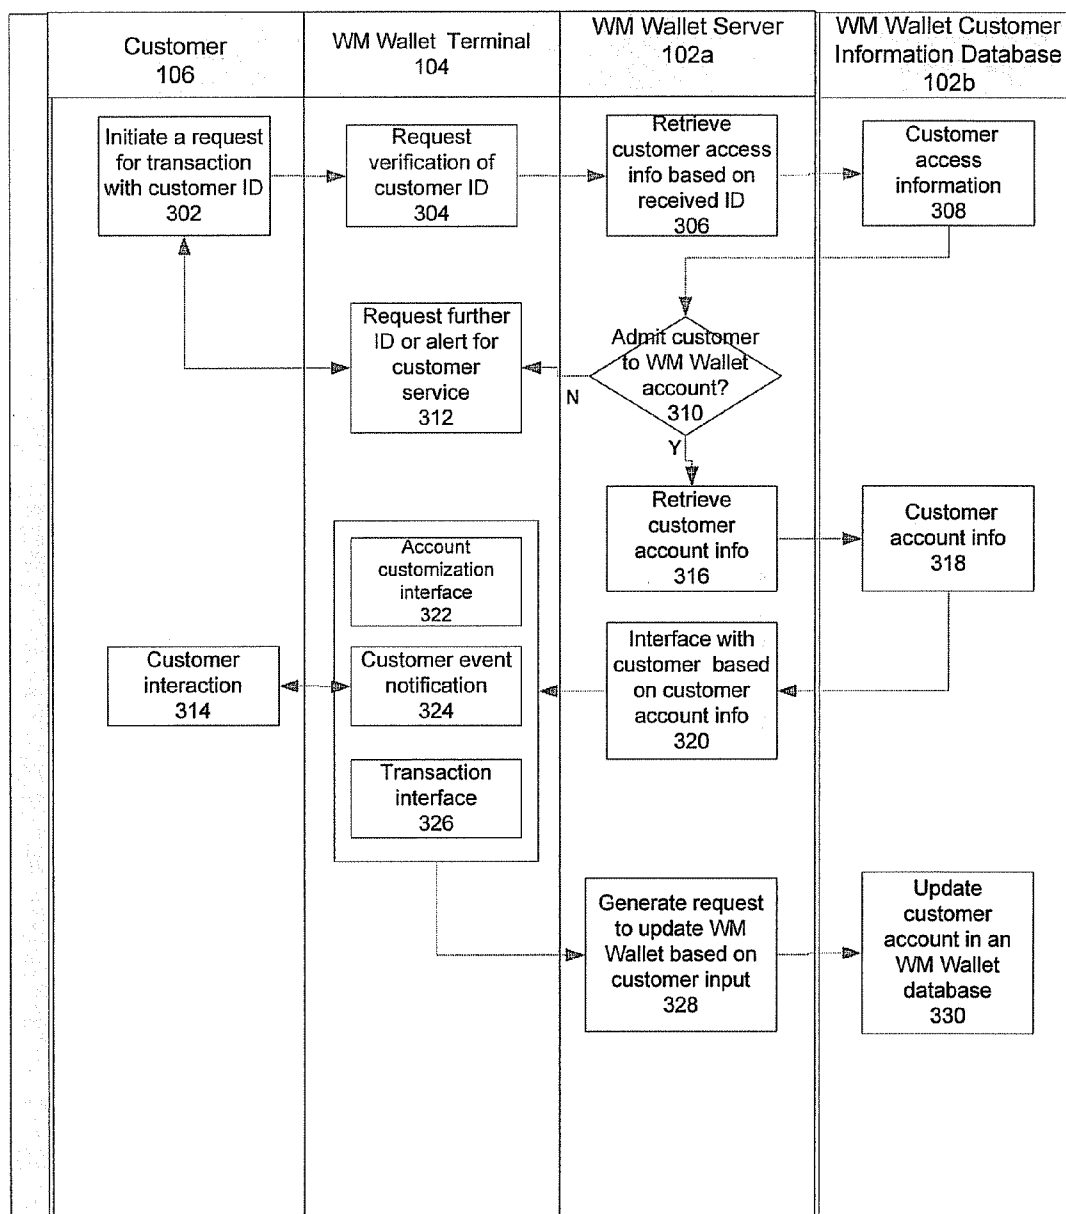 Customer
106
WM Wallet Terminal
104
WM Wallet Server
102a
WM Wallet Customer
Information Database
102b
Initiate a request
for transaction
with customer ID
302
Request
verification of
customer ID
304
Retrieve
customer access
info based on
received ID
306
Customer
access
information
308
Request further
ID or alert for
customer
service
312
N
Admit customer
to WM Wallet
account?
310
Y
Retrieve
customer
account info
316
Customer
account info
318
Account
customization
interface
322
Customer
interaction
314
Customer event
notification
324
Interface with
customer based
on customer
account info
320
Transaction
interface
326
Generate request
to update WM
Wallet based on
customer input
328
Update
customer
account in an
WM Wallet
database
330